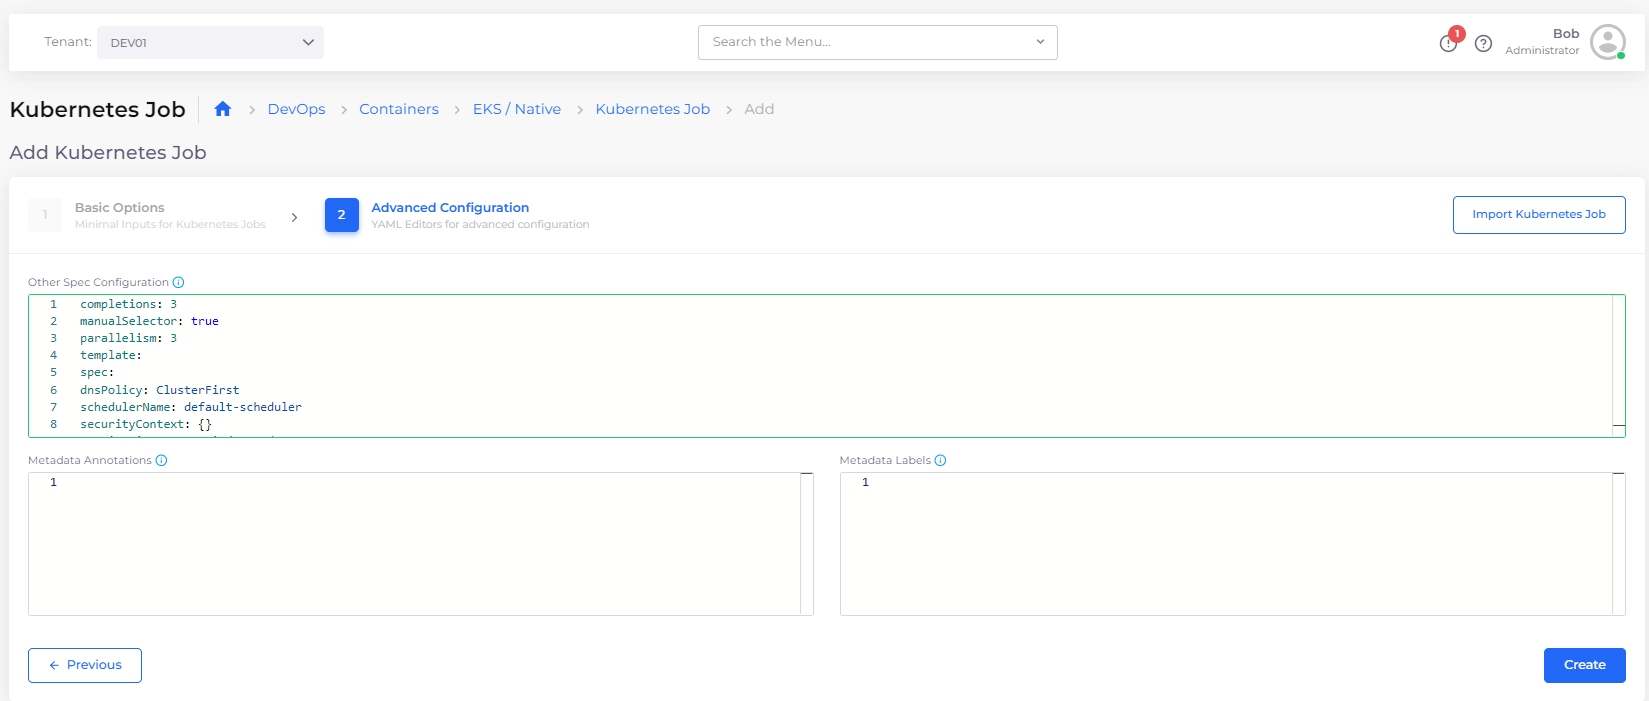 Tenant: DEV01
Search the Menu...
1
Bob
Administrator
Kubernetes Job > DevOps > Containers > EKS / Native > Kubernetes Job > Add
Add Kubernetes Job
1 Basic Options
Minimal Inputs for Kubernetes Jobs
2 Advanced Configuration
YAML Editors for advanced configuration
Import Kubernetes Job
Other Spec Configuration
1 completions: 3
2 manualSelector: true
3 parallelism: 3
4 template:
5 spec:
6 dnsPolicy: ClusterFirst
7 schedulerName: default-scheduler
8 securityContext: {}
Metadata Annotations
1
Metadata Labels
1
← Previous
Create